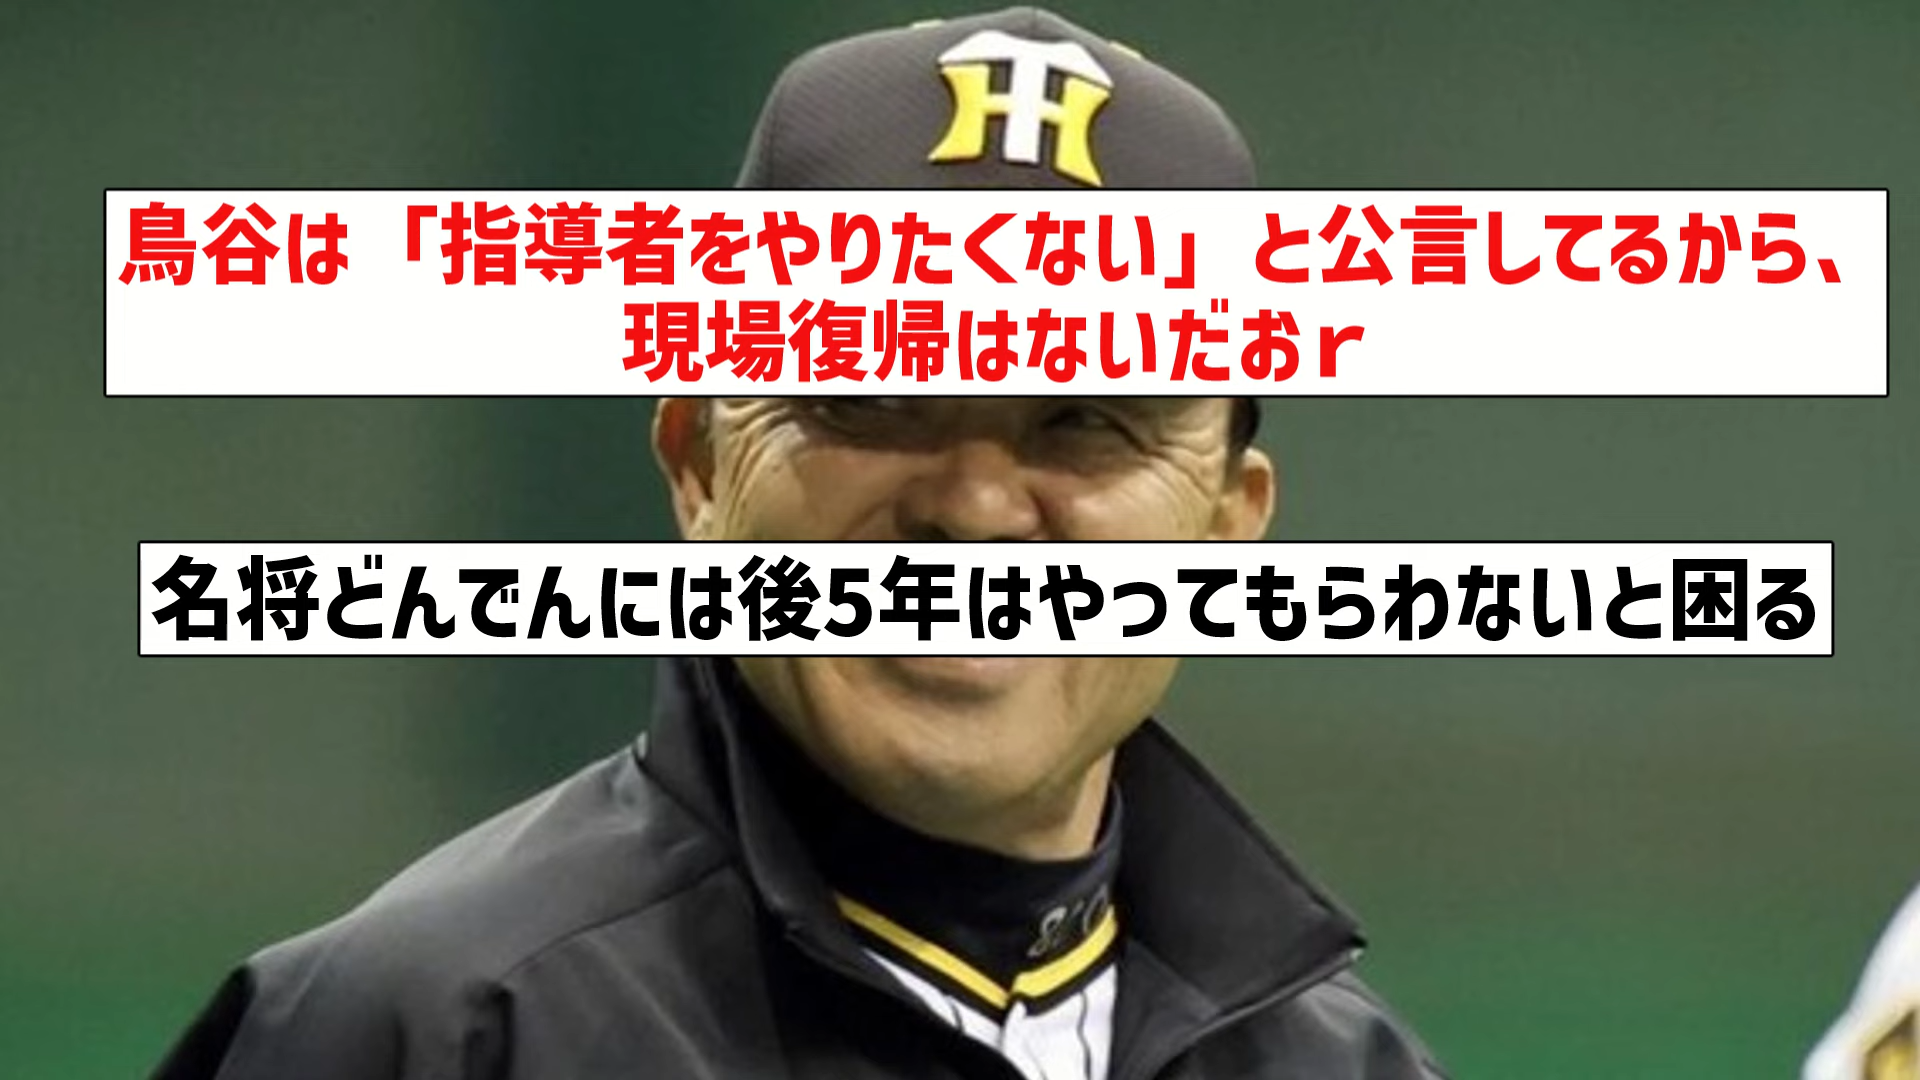 鳥谷は「指導者をやりたくない」と公言してるから、
現場復帰はないだおｒ
名将どんでんには後5年はやってもらわないと困る